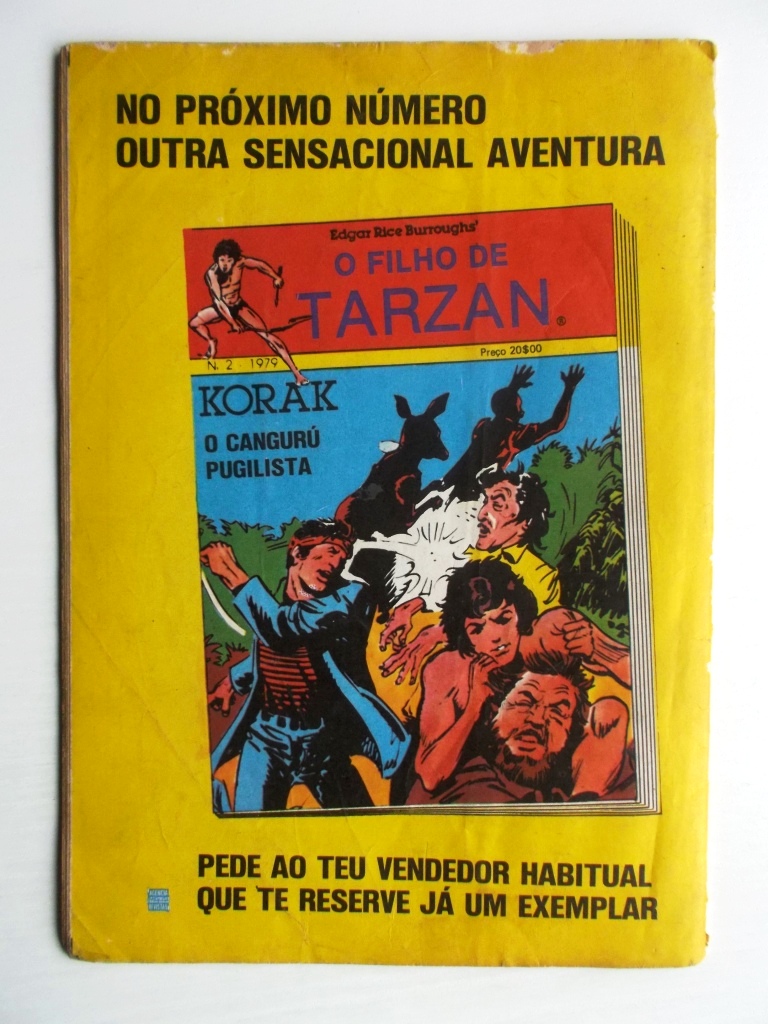 NO PRÓXIMO NÚMERO
OUTRA SENSACIONAL AVENTURA
Edgar Rice Burroughs'
O FILHO DE
TARZAN®
N. 2 - 1979
Preço 20$00
KORAK
O CANGURÚ
PUGILISTA
PEDE AO TEU VENDEDOR HABITUAL
QUE TE RESERVE JÁ UM EXEMPLAR